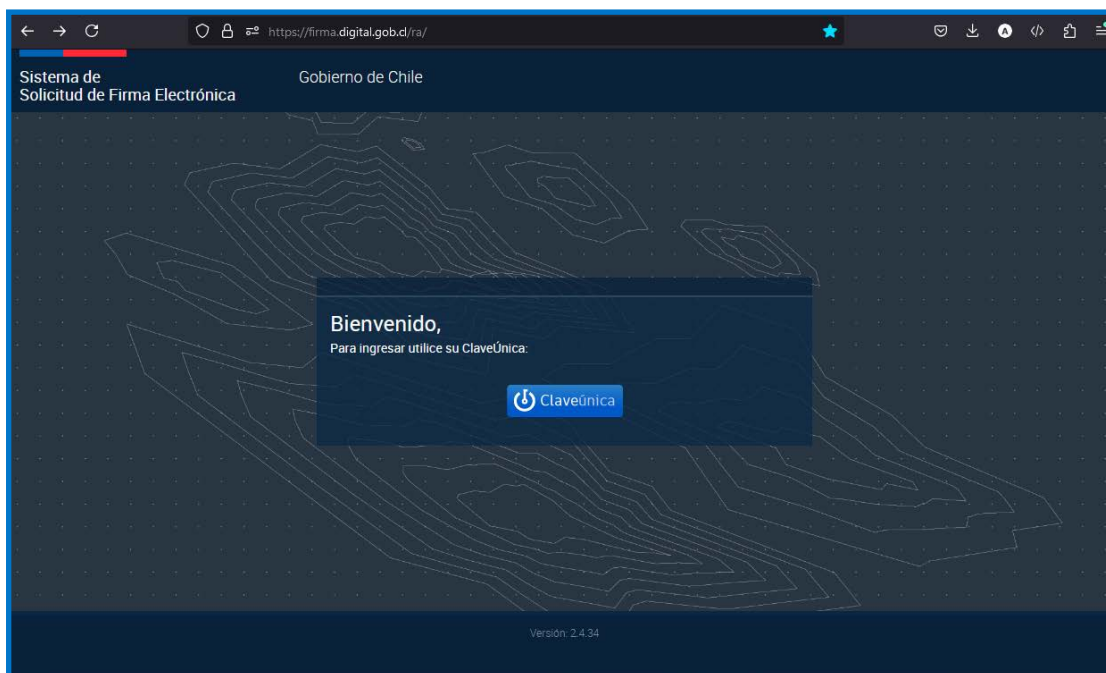 https://firma.digital.gob.cl/ra/
Sistema de
Solicitud de Firma Electrónica
Gobierno de Chile
Bienvenido,
Para ingresar utilice su ClaveÚnica:
Claveúnica
Versión: 2.4.34